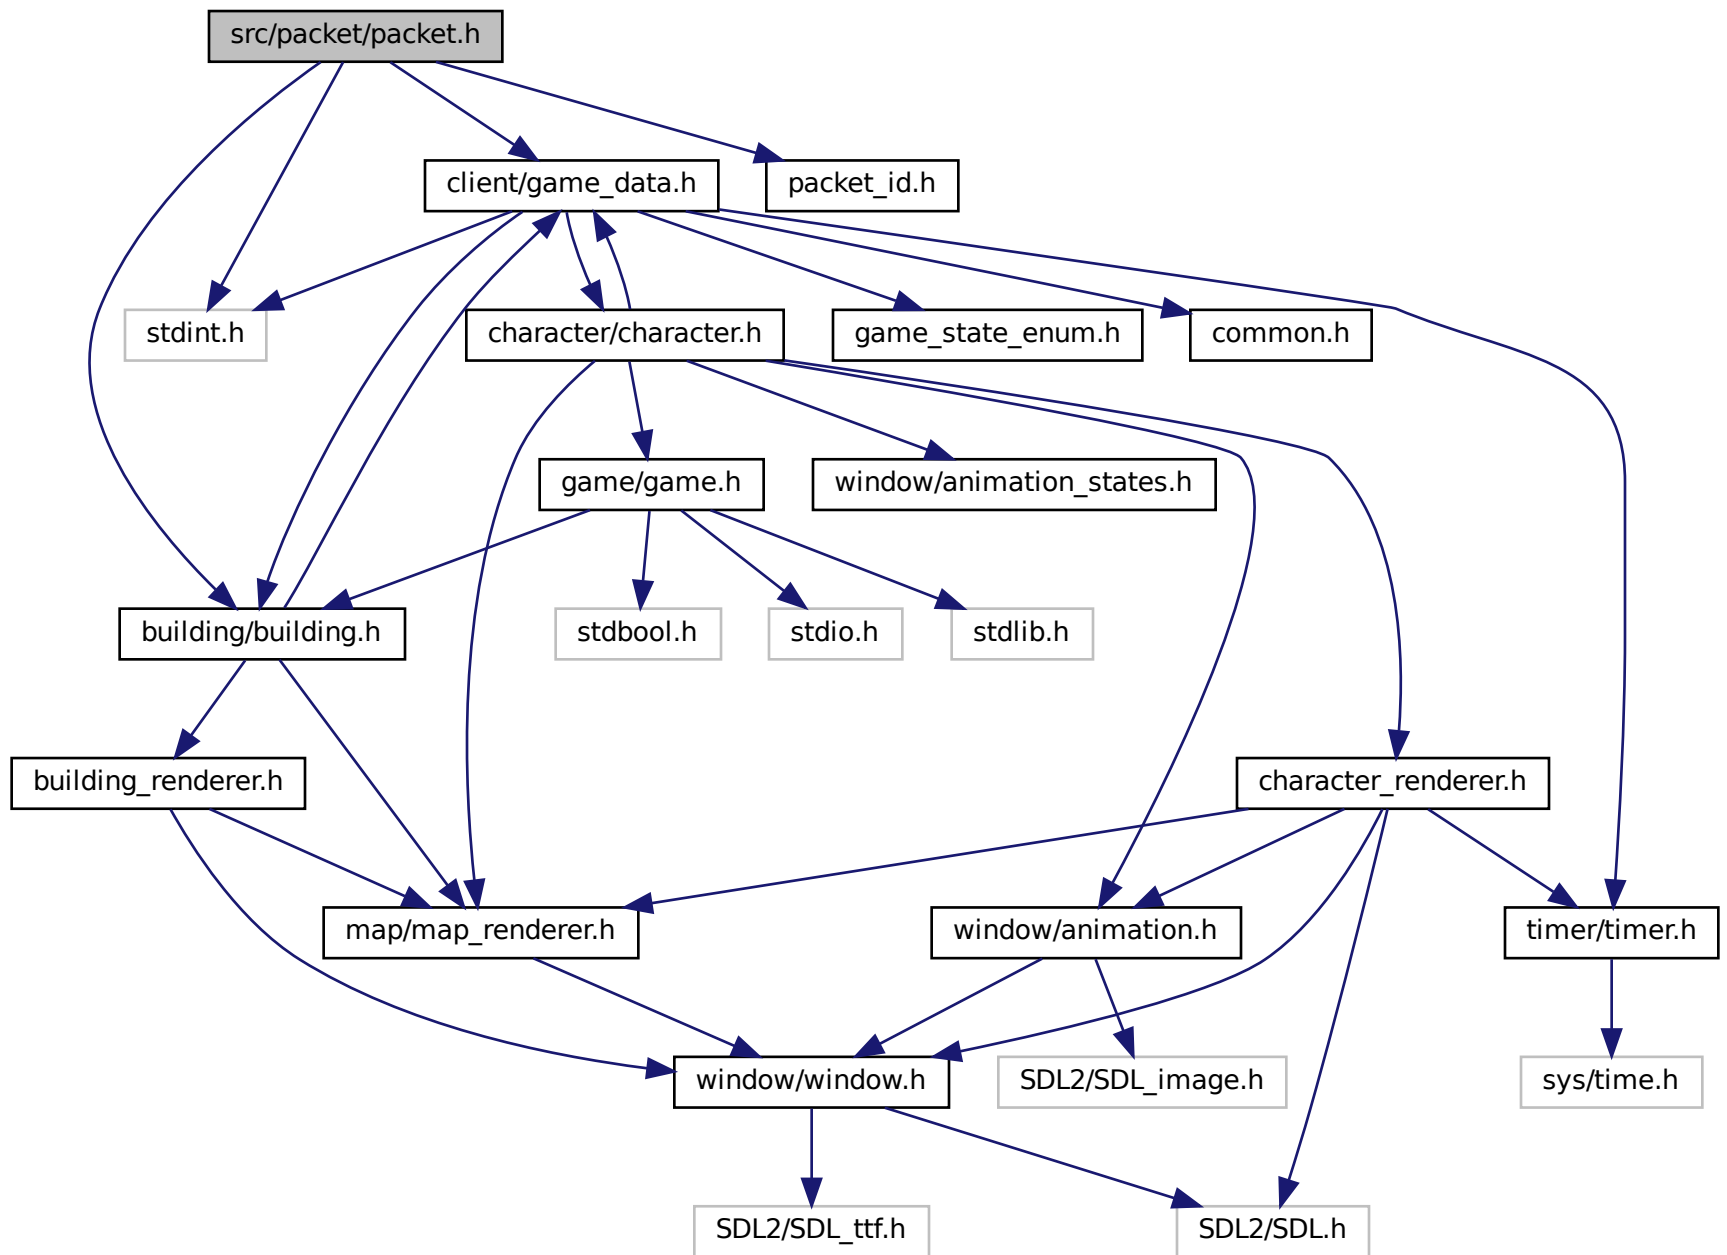 src/packet/packet.h
client/game_data.h
packet_id.h
stdint.h
character/character.h
game_state_enum.h
common.h
game/game.h
window/animation_states.h
building/building.h
stdbool.h
stdio.h
stdlib.h
building_renderer.h
character_renderer.h
map/map_renderer.h
window/animation.h
timer/timer.h
window/window.h
SDL2/SDL_image.h
sys/time.h
SDL2/SDL_ttf.h
SDL2/SDL.h